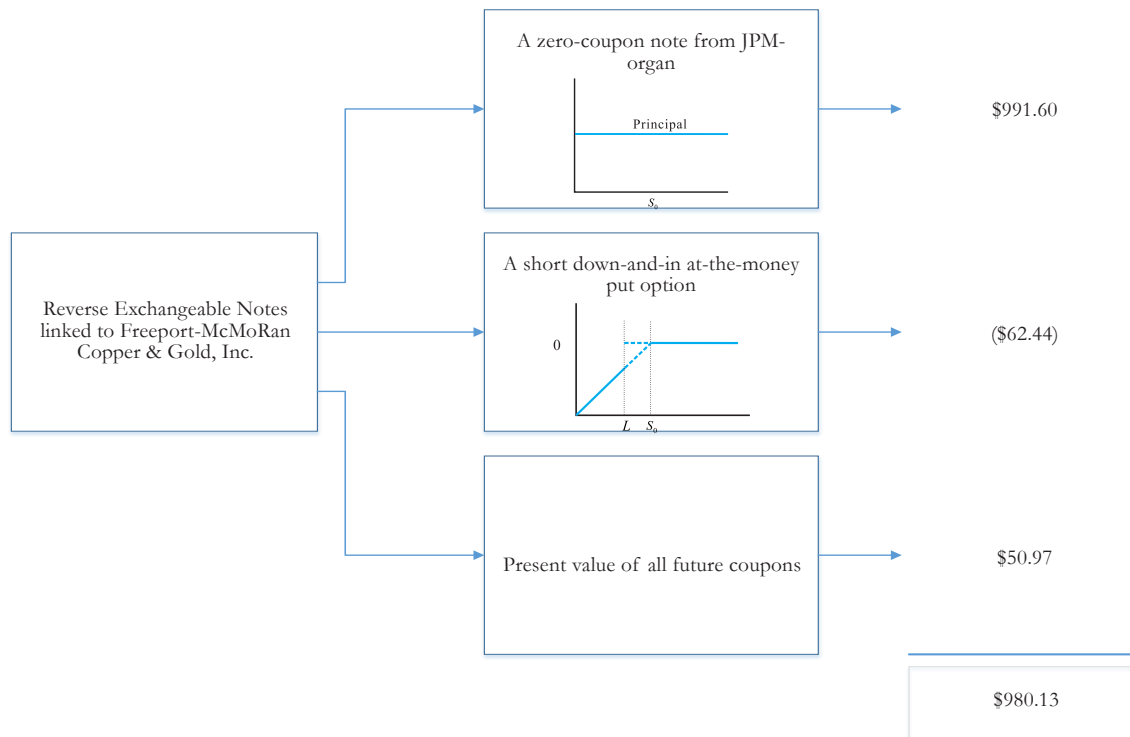 A zero-coupon note from JPM-
organ
Principal
S₀
$991.60
Reverse Exchangeable Notes
linked to Freeport-McMoRan
Copper & Gold, Inc.
A short down-and-in at-the-money
put option
0
L S₀
($62.44)
Present value of all future coupons
$50.97
$980.13